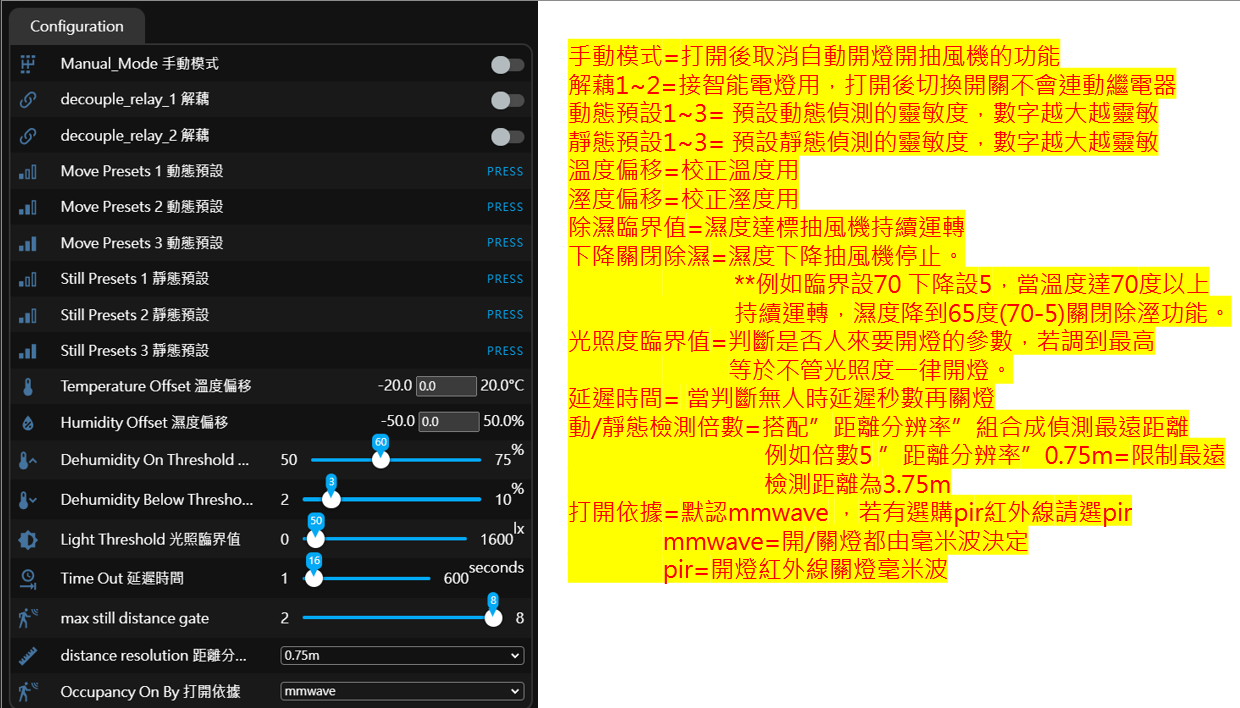 Configuration
Manual_Mode 手動模式
decouple_relay_1 解藕
decouple_relay_2 解藕
Move Presets 1 動態預設 PRESS
Move Presets 2 動態預設 PRESS
Move Presets 3 動態預設 PRESS
Still Presets 1 靜態預設 PRESS
Still Presets 2 靜態預設 PRESS
Still Presets 3 靜態預設 PRESS
Temperature Offset 溫度偏移 -20.0 0.0 20.0°C
Humidity Offset 濕度偏移 -50.0 0.0 50.0%
Dehumidity On Threshold ... 50 60 75 %
Dehumidity Below Thresho... 2 3 10 %
Light Threshold 光照臨界值 0 50 1600 lx
Time Out 延遲時間 1 16 600 seconds
max still distance gate 2 8 8
distance resolution 距離分... 0.75m
Occupancy On By 打開依據 mmwave
手動模式=打開後取消自動開燈開抽風機的功能
解藕1~2=接智能電燈用，打開後切換開關不會連動繼電器
動態預設1~3= 預設動態偵測的靈敏度，數字越大越靈敏
靜態預設1~3= 預設靜態偵測的靈敏度，數字越大越靈敏
溫度偏移=校正溫度用
溼度偏移=校正溼度用
除濕臨界值=濕度達標抽風機持續運轉
下降關閉除濕=濕度下降抽風機停止。
**例如臨界設70 下降設5，當溫度達70度以上
持續運轉，濕度降到65度(70-5)關閉除溼功能。
光照度臨界值=判斷是否人來要開燈的參數，若調到最高
等於不管光照度一律開燈。
延遲時間= 當判斷無人時延遲秒數再關燈
動/靜態檢測倍數=搭配”距離分辨率”組合成偵測最遠距離
例如倍數5 ”距離分辨率”0.75m=限制最遠
檢測距離為3.75m
打開依據=默認mmwave ，若有選購pir紅外線請選pir
mmwave=開/關燈都由毫米波決定
pir=開燈紅外線關燈毫米波